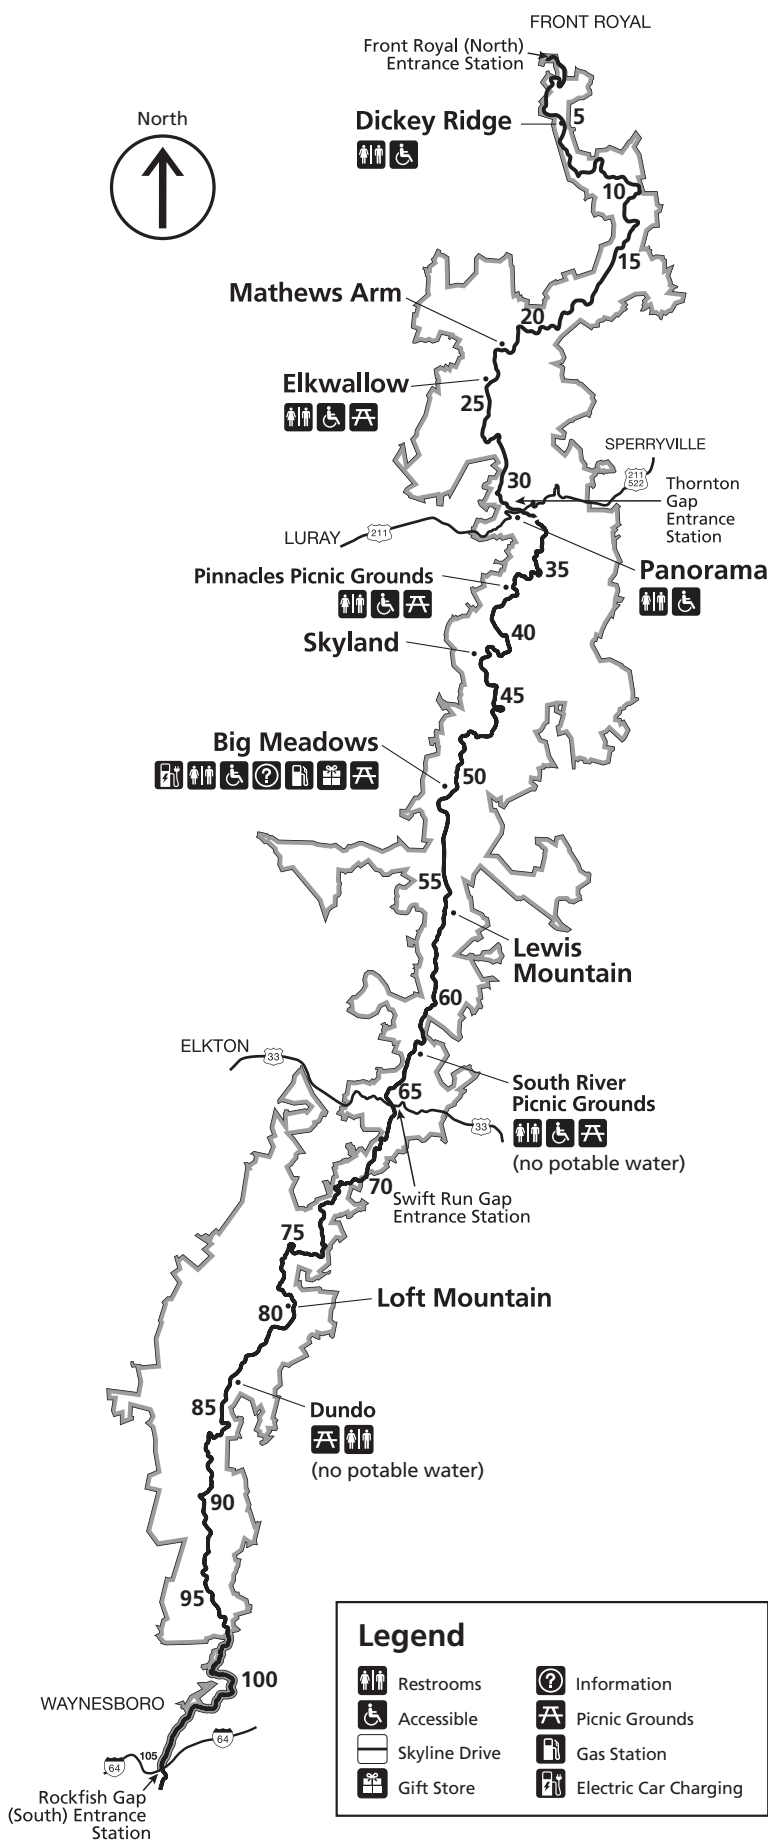 FRONT ROYAL
Front Royal (North)
Entrance Station
North
Dickey Ridge
5
10
15
Mathews Arm
20
Elkwallow
25
SPERRYVILLE
211
522
30
Thornton
Gap
Entrance
Station
LURAY
211
35
Panorama
Pinnacles Picnic Grounds
40
Skyland
45
Big Meadows
?
50
55
Lewis
Mountain
60
ELKTON
33
South River
Picnic Grounds
65
33
(no potable water)
70
Swift Run Gap
Entrance Station
75
Loft Mountain
80
85
Dundo
(no potable water)
90
95
Legend
Restrooms
? Information
Accessible
Picnic Grounds
Skyline Drive
Gas Station
Gift Store
Electric Car Charging
100
WAYNESBORO
64
105
64
Rockfish Gap
(South) Entrance
Station